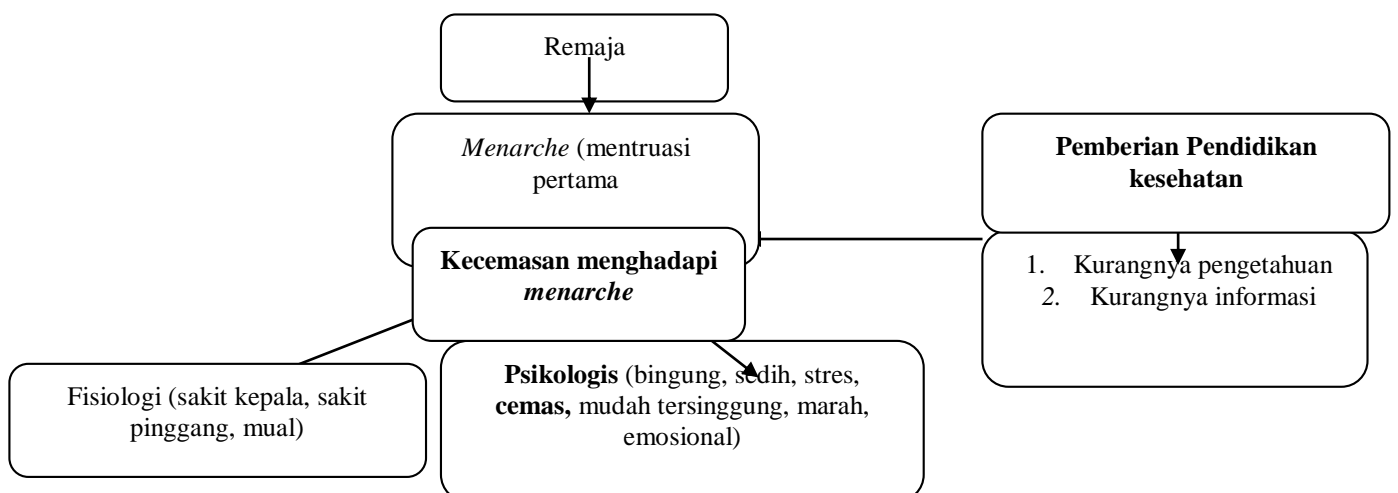 Remaja
Menarche (mentruasi
pertama
Pemberian Pendidikan
kesehatan
Kecemasan menghadapi
menarche
1. Kurangnya pengetahuan
2. Kurangnya informasi
Fisiologi (sakit kepala, sakit
pinggang, mual)
Psikologis (bingung, sedih, stres,
cemas, mudah tersinggung, marah,
emosional)